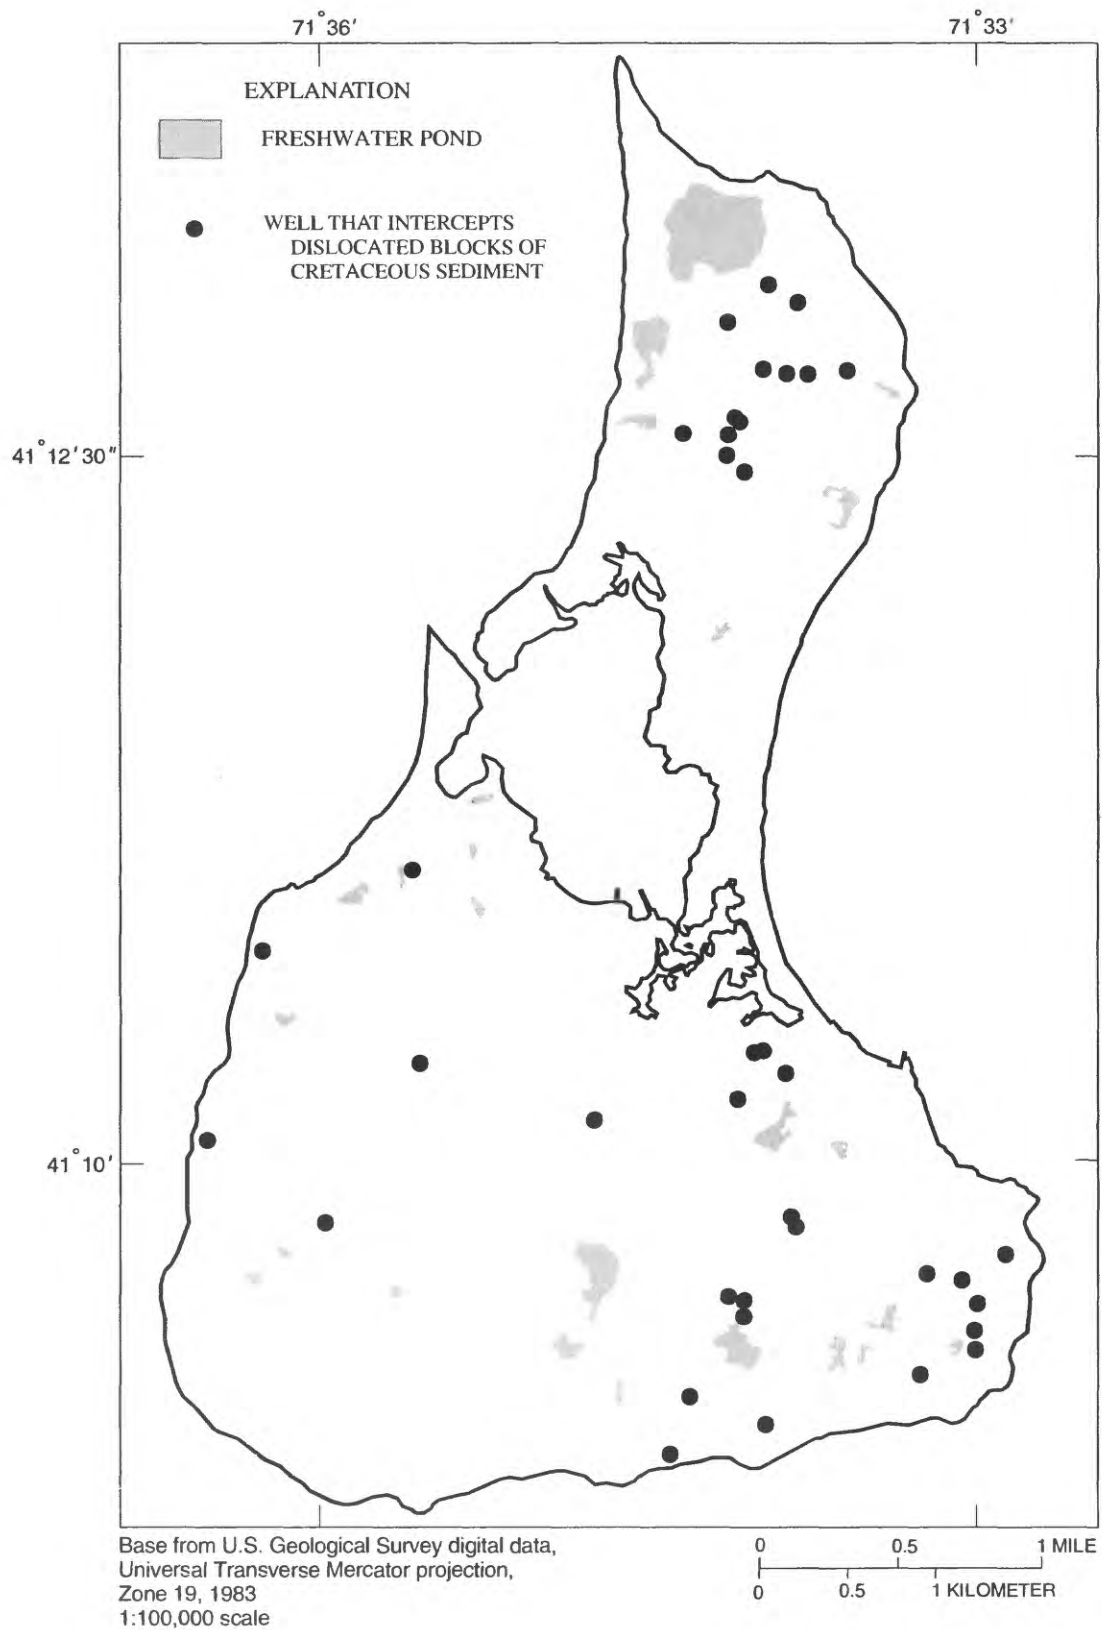 71°36′ 71°33′
EXPLANATION
FRESHWATER POND
WELL THAT INTERCEPTS
DISLOCATED BLOCKS OF
CRETACEOUS SEDIMENT
41°12′30″
41°10′
Base from U.S. Geological Survey digital data,
Universal Transverse Mercator projection,
Zone 19, 1983
1:100,000 scale
0 0.5 1 MILE
0 0.5 1 KILOMETER